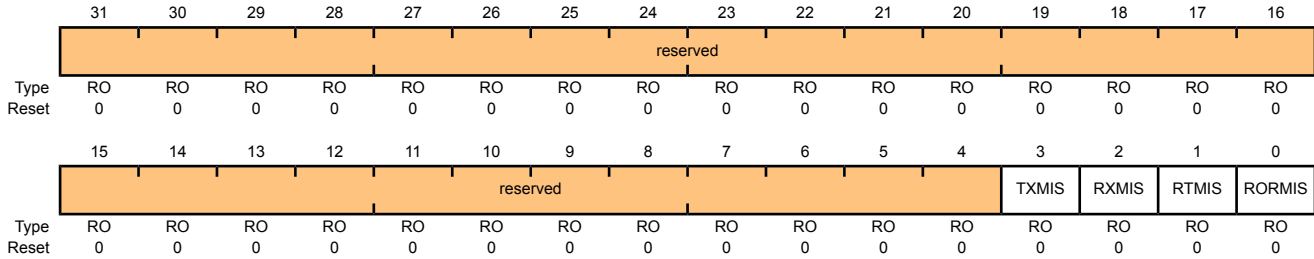 31 30 29 28 27 26 25 24 23 22 21 20 19 18 17 16
reserved
Type RO RO RO RO RO RO RO RO RO RO RO RO RO RO RO RO
Reset 0 0 0 0 0 0 0 0 0 0 0 0 0 0 0 0
15 14 13 12 11 10 9 8 7 6 5 4 3 2 1 0
reserved TXMIS RXMIS RTMIS RORMIS
Type RO RO RO RO RO RO RO RO RO RO RO RO RO RO RO RO
Reset 0 0 0 0 0 0 0 0 0 0 0 0 0 0 0 0